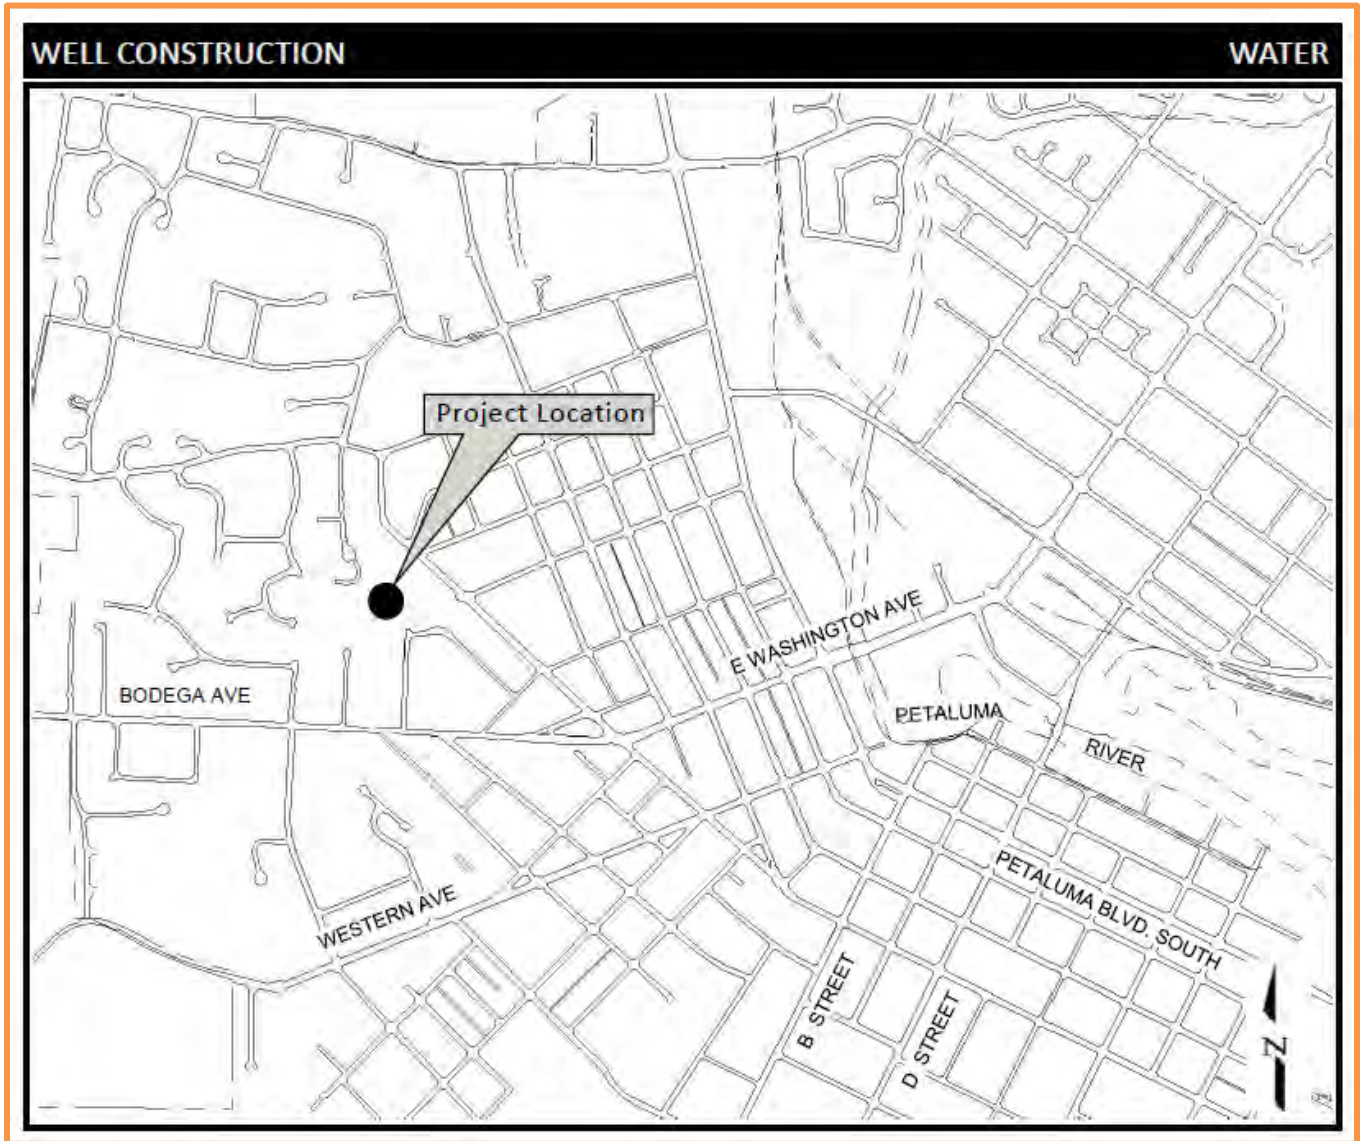 WELL CONSTRUCTION
WATER
Project Location
E WASHINGTON AVE
BODEGA AVE
PETALUMA
RIVER
PETALUMA BLVD. SOUTH
WESTERN AVE
B STREET
D STREET
N